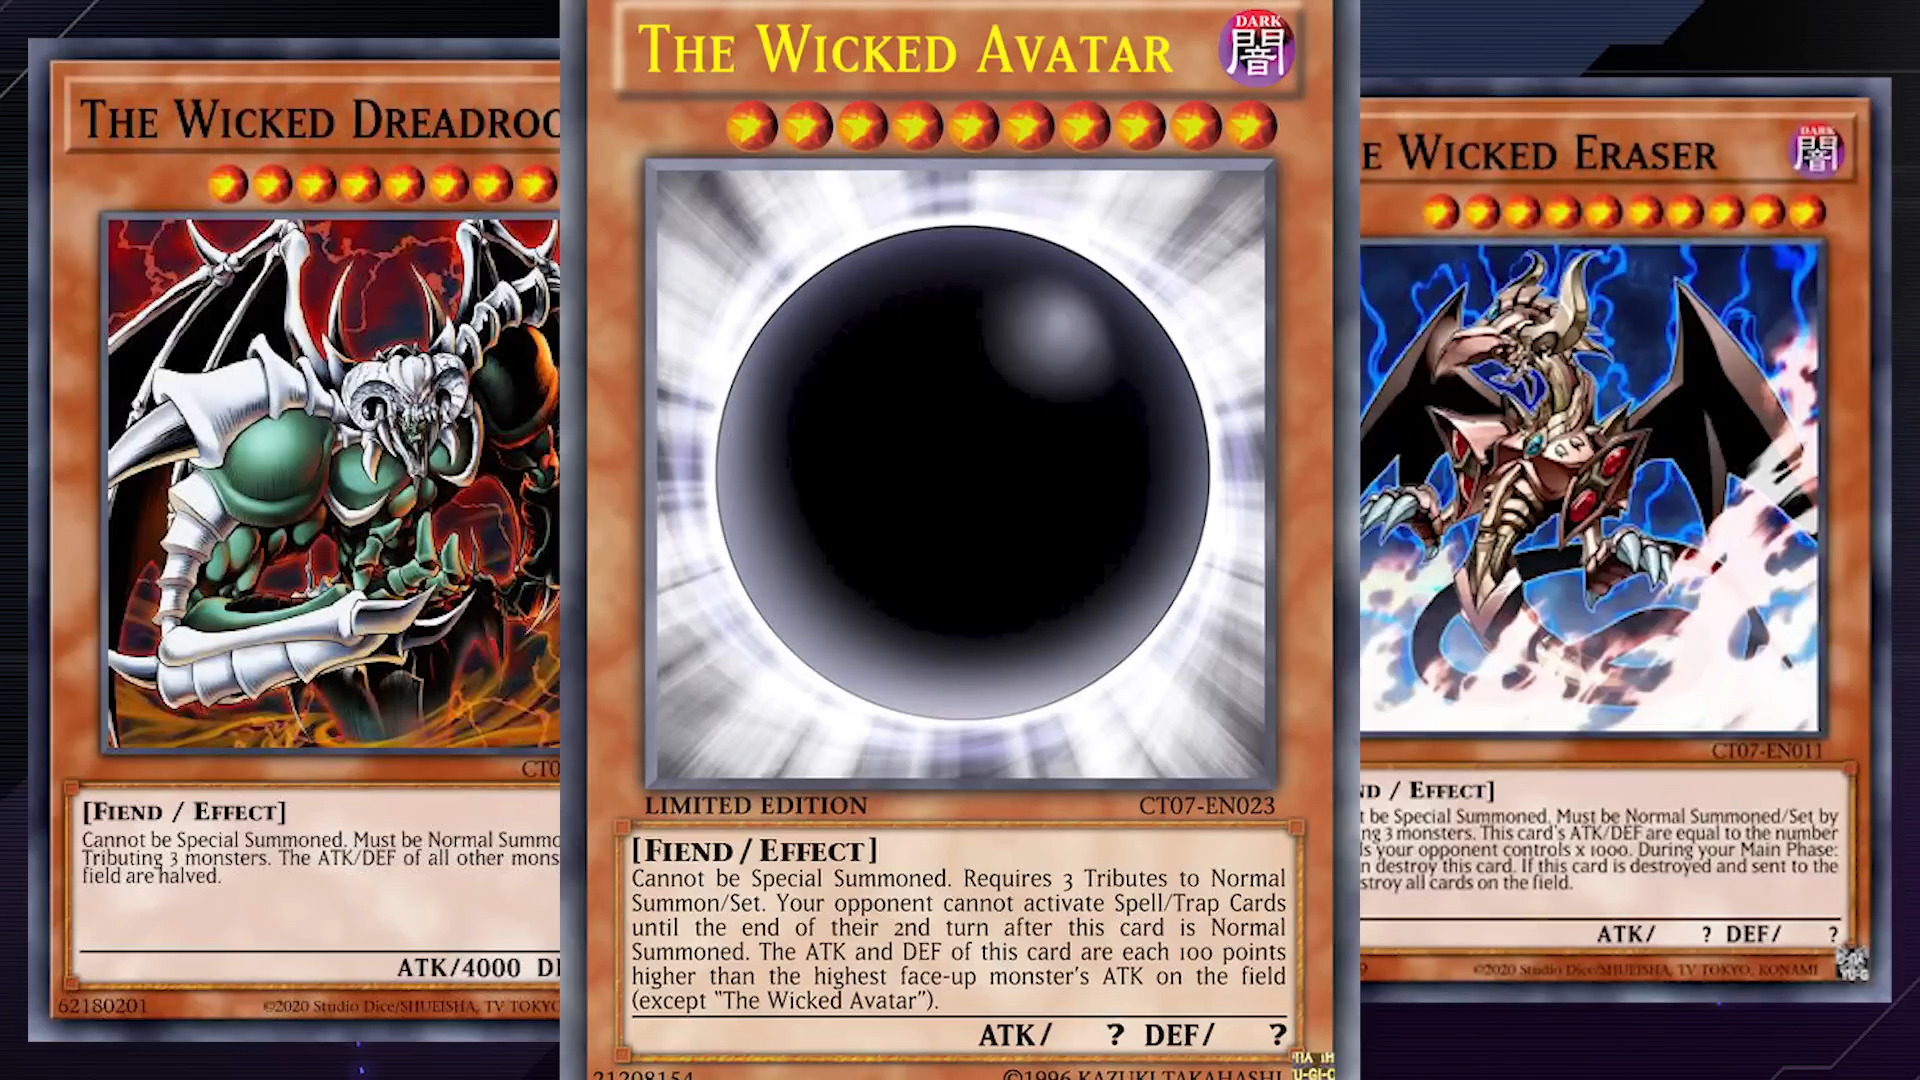 THE WICKED DREADROO
CT0
[FIEND / EFFECT]
Cannot be Special Summoned. Must be Normal Summo
Tributing 3 monsters. The ATK/DEF of all other mons
field are halved.
ATK/4000 DE
62180201
©2020 Studio Dice/SHUEISHA, TV TOKYO
THE WICKED AVATAR
DARK
闇
LIMITED EDITION
CT07-EN023
[FIEND / EFFECT]
Cannot be Special Summoned. Requires 3 Tributes to Normal
Summon/Set. Your opponent cannot activate Spell/Trap Cards
until the end of their 2nd turn after this card is Normal
Summoned. The ATK and DEF of this card are each 100 points
higher than the highest face-up monster's ATK on the field
(except "The Wicked Avatar").
ATK/ ? DEF/ ?
21208154
©1996 KAZUKI TAKAHASHI
E WICKED ERASER
DARK
闇
CT07-EN011
ND / EFFECT]
t be Special Summoned. Must be Normal Summoned/Set by
ng 3 monsters. This card's ATK/DEF are equal to the number
ls your opponent controls x 1000. During your Main Phase:
n destroy this card. If this card is destroyed and sent to the
stroy all cards on the field.
ATK/ ? DEF/ ?
©2020 Studio Dice/SHUEISHA, TV TOKYO, KONAMI